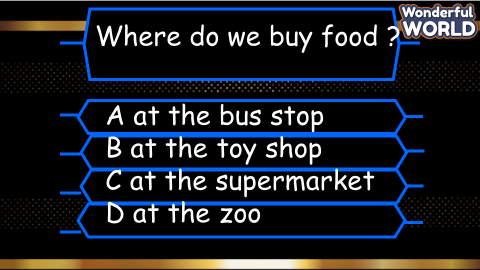 Wonderful
WORLD
Where do we buy food ?
A at the bus stop
B at the toy shop
C at the supermarket
D at the zoo